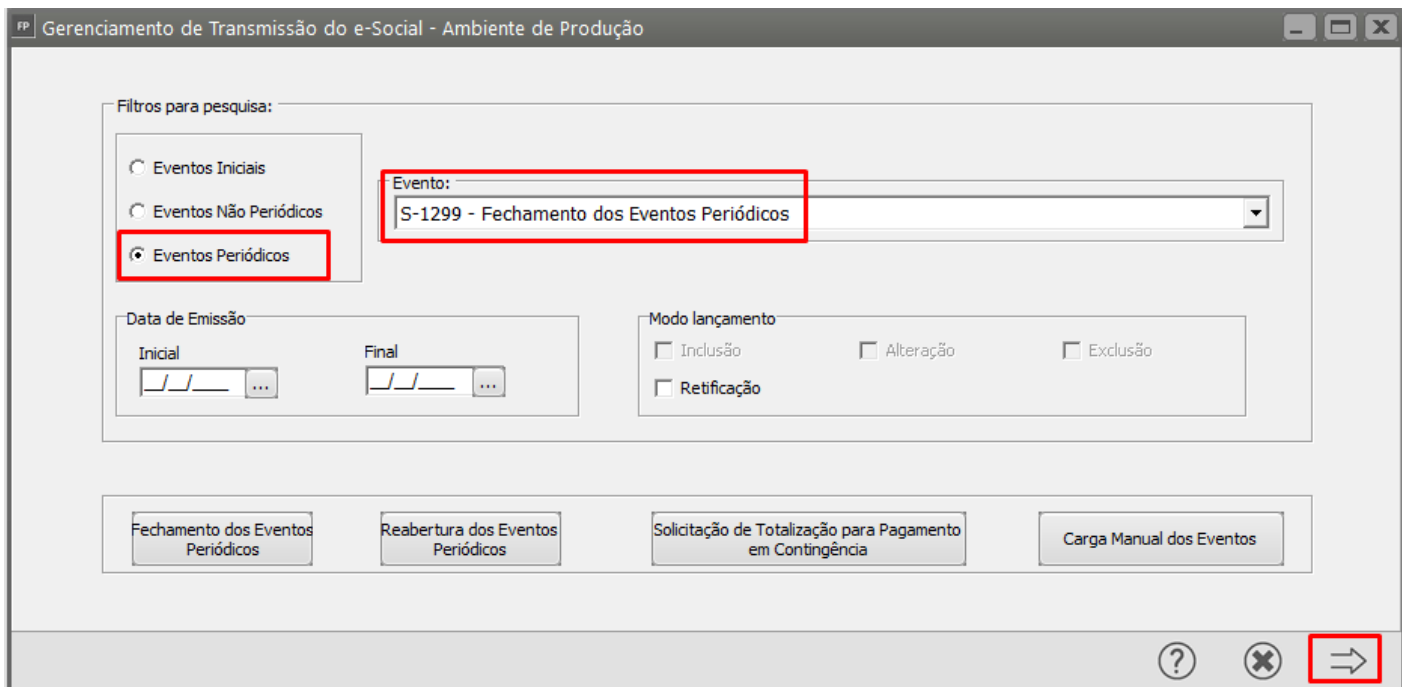 FP Gerenciamento de Transmissão do e-Social - Ambiente de Produção
Filtros para pesquisa:
Eventos Iniciais
Eventos Não Periódicos
Eventos Periódicos
Evento:
S-1299 - Fechamento dos Eventos Periódicos
Data de Emissão
Inicial
Final
__/__/____ ...
__/__/____ ...
Modo lançamento
Inclusão
Alteração
Exclusão
Retificação
Fechamento dos Eventos
Periódicos
Reabertura dos Eventos
Periódicos
Solicitação de Totalização para Pagamento
em Contingência
Carga Manual dos Eventos
?